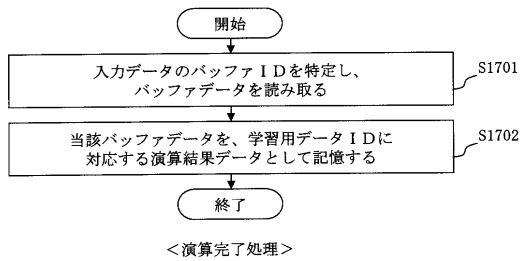 開始
入力データのバッファＩＤを特定し、
バッファデータを読み取る
S1701
当該バッファデータを、学習用データＩＤに
対応する演算結果データとして記憶する
S1702
終了
＜演算完了処理＞